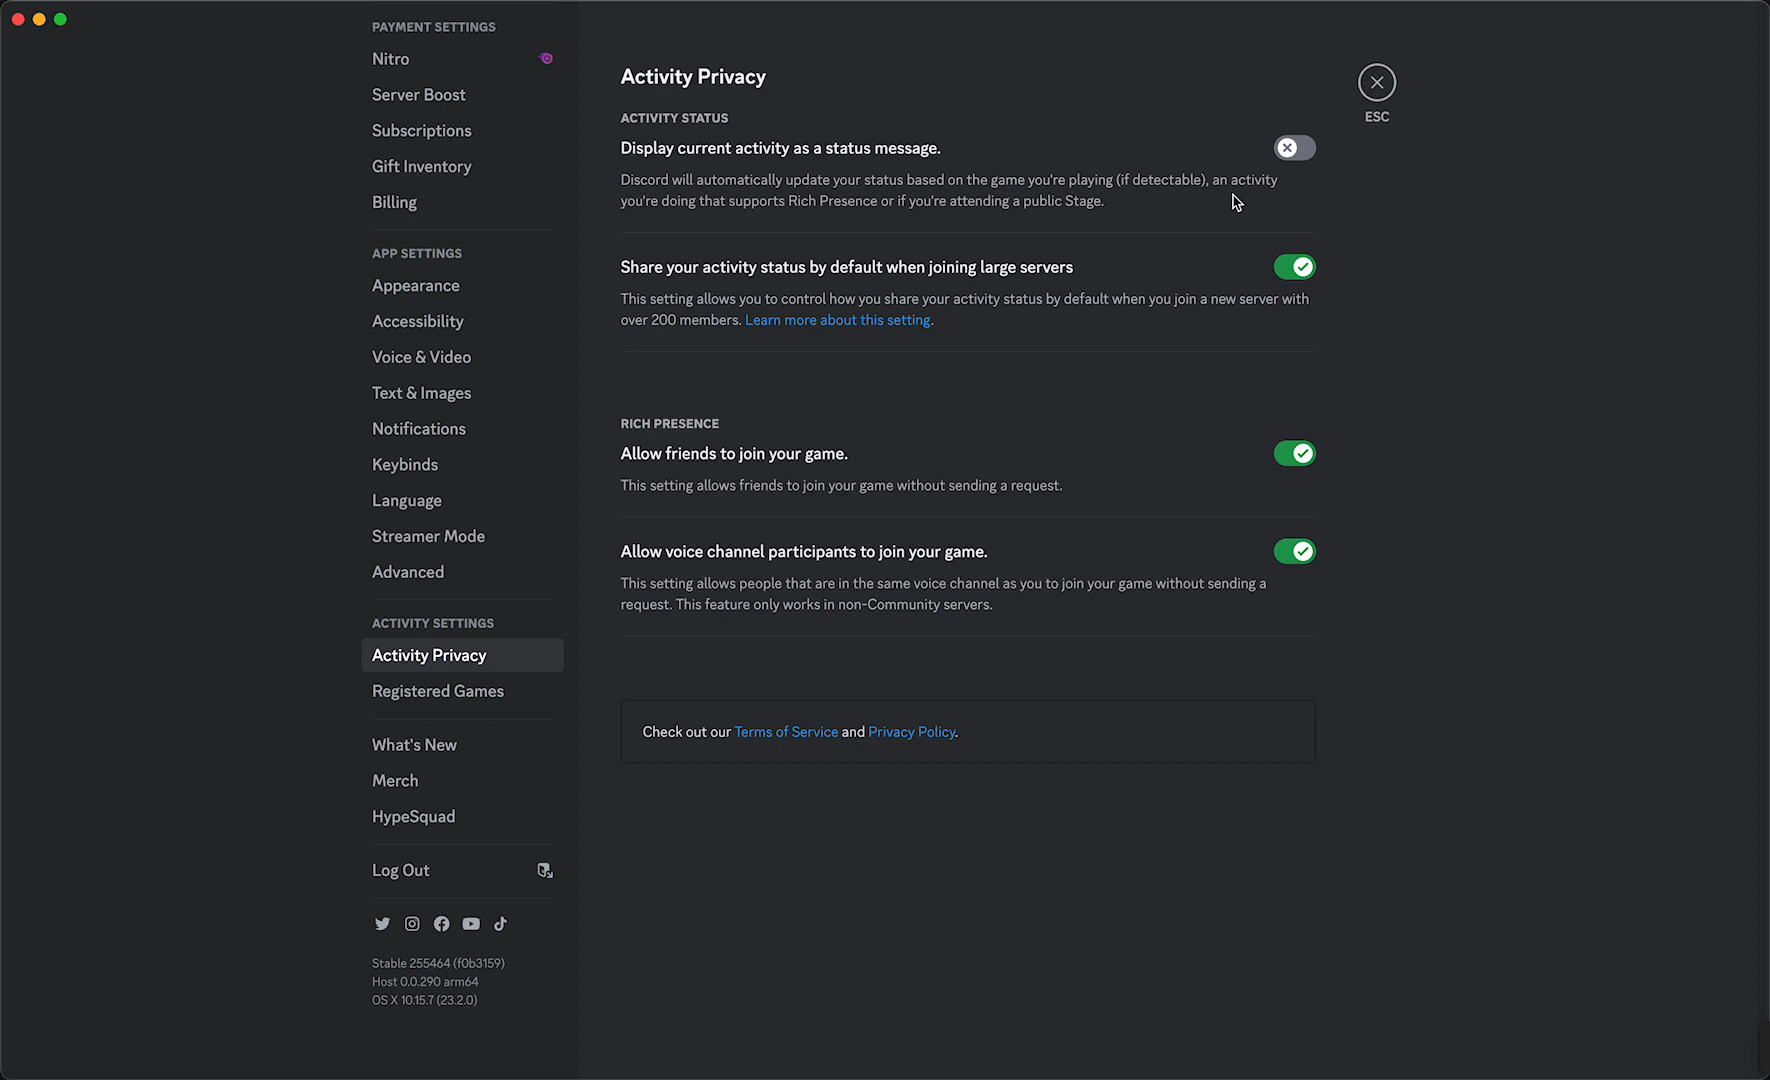 PAYMENT SETTINGS
Nitro
Server Boost
Subscriptions
Gift Inventory
Billing
APP SETTINGS
Appearance
Accessibility
Voice & Video
Text & Images
Notifications
Keybinds
Language
Streamer Mode
Advanced
ACTIVITY SETTINGS
Activity Privacy
Registered Games
What's New
Merch
HypeSquad
Log Out
Stable 255464 (f0b3159)
Host 0.0.290 arm64
OS X 10.15.7 (23.2.0)
Activity Privacy
ESC
ACTIVITY STATUS
Display current activity as a status message.
Discord will automatically update your status based on the game you're playing (if detectable), an activity
you're doing that supports Rich Presence or if you're attending a public Stage.
Share your activity status by default when joining large servers
This setting allows you to control how you share your activity status by default when you join a new server with
over 200 members. Learn more about this setting.
RICH PRESENCE
Allow friends to join your game.
This setting allows friends to join your game without sending a request.
Allow voice channel participants to join your game.
This setting allows people that are in the same voice channel as you to join your game without sending a
request. This feature only works in non-Community servers.
Check out our Terms of Service and Privacy Policy.